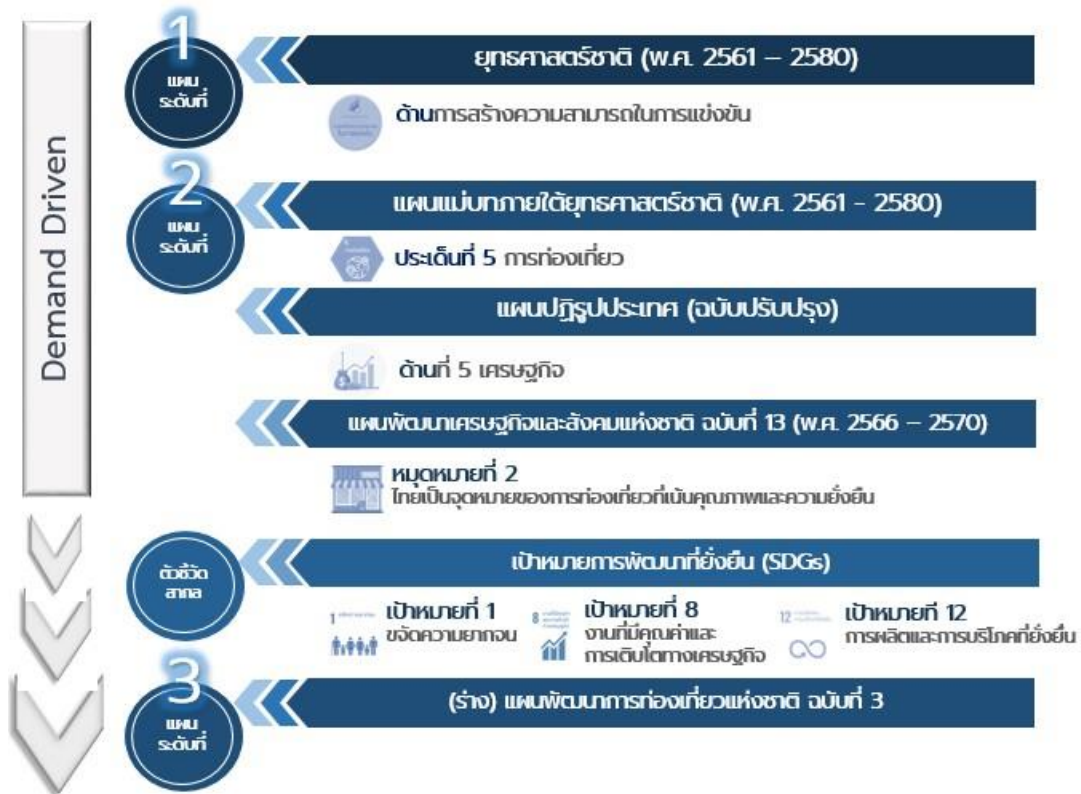 Demand Driven
1
แผน
ระดับที่
ยุทธศาสตร์ชาติ (พ.ศ. 2561 – 2580)
ด้านการสร้างความสามารถในการแข่งขัน
2
แผน
ระดับที่
แผนแม่บทภายใต้ยุทธศาสตร์ชาติ (พ.ศ. 2561 - 2580)
ประเด็นที่ 5 การท่องเที่ยว
แผนปฏิรูปประเทศ (ฉบับปรับปรุง)
ด้านที่ 5 เศรษฐกิจ
แผนพัฒนาเศรษฐกิจและสังคมแห่งชาติ ฉบับที่ 13 (พ.ศ. 2566 – 2570)
หมุดหมายที่ 2
ไทยเป็นจุดหมายของการท่องเที่ยวที่เน้นคุณภาพและความยั่งยืน
ตัวชี้วัด
สากล
เป้าหมายการพัฒนาที่ยั่งยืน (SDGs)
1
เป้าหมายที่ 1
ขจัดความยากจน
8
เป้าหมายที่ 8
งานที่มีคุณค่าและ
การเติบโตทางเศรษฐกิจ
12
เป้าหมายที 12
การผลิตและการบริโภคที่ยั่งยืน
3
แผน
ระดับที่
(ร่าง) แผนพัฒนาการท่องเที่ยวแห่งชาติ ฉบับที่ 3